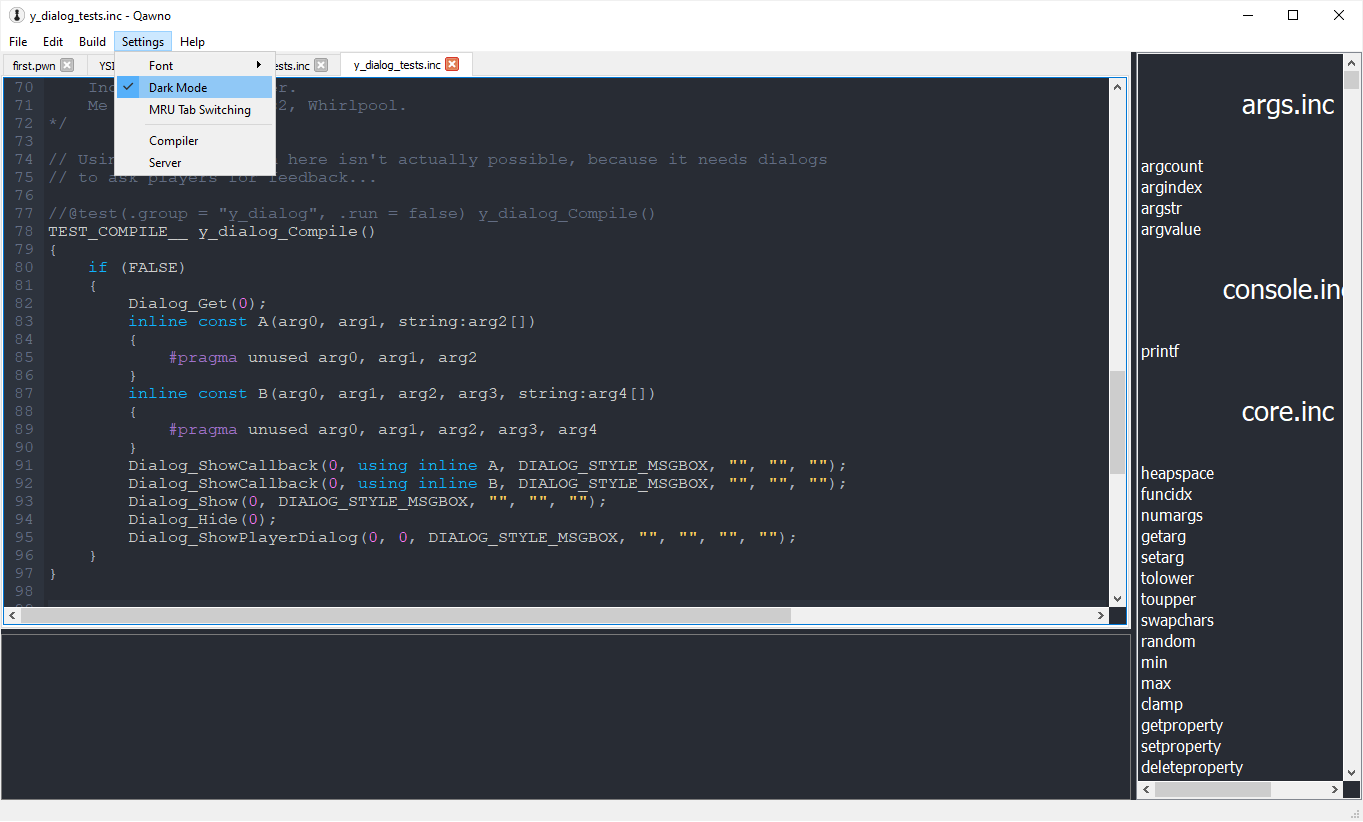 y_dialog_tests.inc - Qawno
File Edit Build Settings Help
first.pwn YSI ests.inc y_dialog_tests.inc
Font
Dark Mode
MRU Tab Switching
Compiler
Server
70 r.
71 Me 2, Whirlpool.
72 */
73
74 // Usin here isn't actually possible, because it needs dialogs
75 // to ask players for feedback...
76
77 //@test(.group = "y_dialog", .run = false) y_dialog_Compile()
78 TEST_COMPILE__ y_dialog_Compile()
79 {
80 if (FALSE)
81 {
82 Dialog_Get(0);
83 inline const A(arg0, arg1, string:arg2[])
84 {
85 #pragma unused arg0, arg1, arg2
86 }
87 inline const B(arg0, arg1, arg2, arg3, string:arg4[])
88 {
89 #pragma unused arg0, arg1, arg2, arg3, arg4
90 }
91 Dialog_ShowCallback(0, using inline A, DIALOG_STYLE_MSGBOX, "", "", "");
92 Dialog_ShowCallback(0, using inline B, DIALOG_STYLE_MSGBOX, "", "", "");
93 Dialog_Show(0, DIALOG_STYLE_MSGBOX, "", "", "");
94 Dialog_Hide(0);
95 Dialog_ShowPlayerDialog(0, 0, DIALOG_STYLE_MSGBOX, "", "", "", "");
96 }
97 }
98
args.inc
argcount
argindex
argstr
argvalue
console.inc
printf
core.inc
heapspace
funcidx
numargs
getarg
setarg
tolower
toupper
swapchars
random
min
max
clamp
getproperty
setproperty
deleteproperty